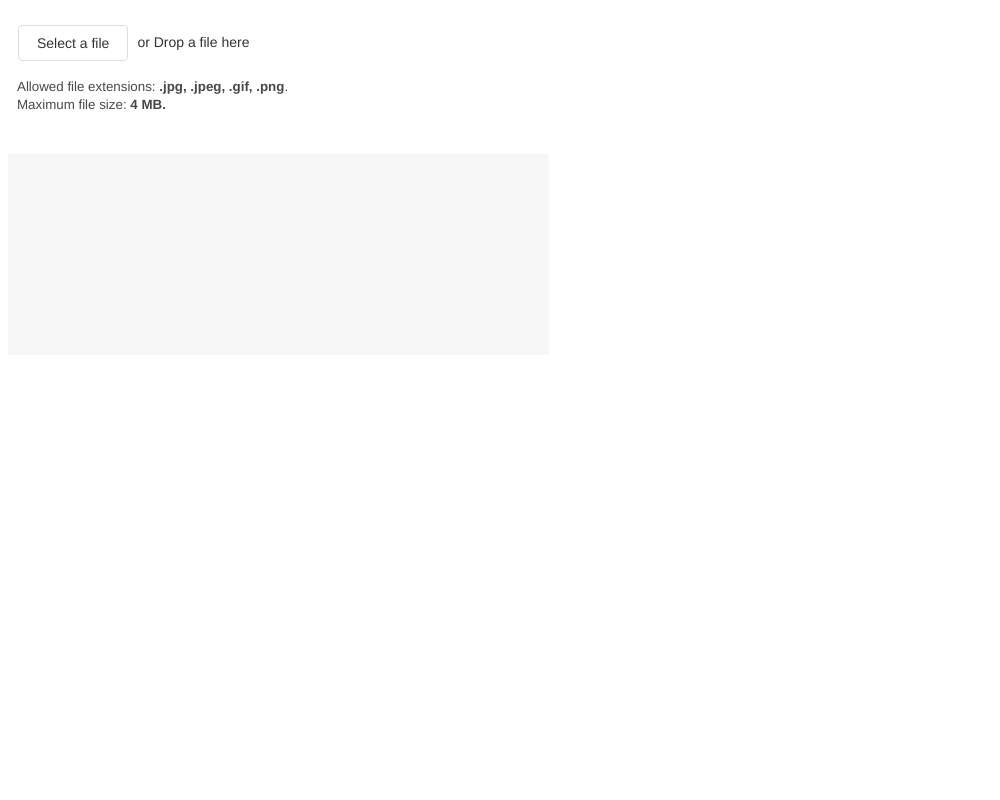 Select a file or Drop a file here
Allowed file extensions: .jpg, .jpeg, .gif, .png.
Maximum file size: 4 MB.